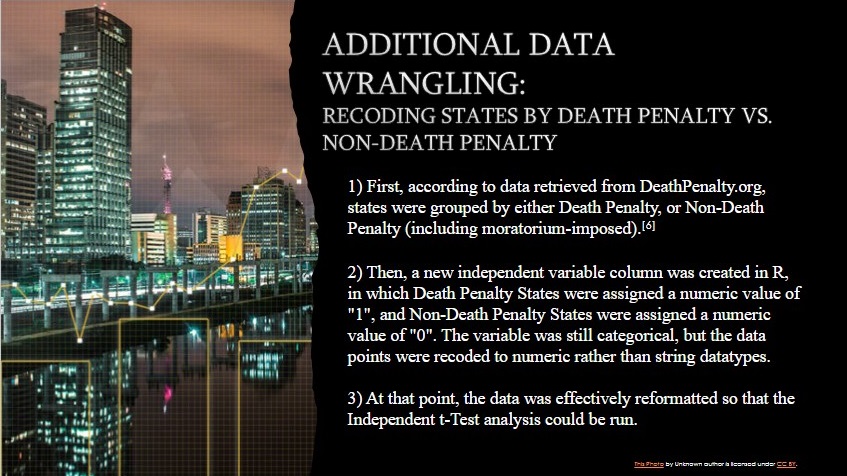 ADDITIONAL DATA
WRANGLING:
RECODING STATES BY DEATH PENALTY VS.
NON-DEATH PENALTY
1) First, according to data retrieved from DeathPenalty.org,
states were grouped by either Death Penalty, or Non-Death
Penalty (including moratorium-imposed).[6]
2) Then, a new independent variable column was created in R,
in which Death Penalty States were assigned a numeric value of
"1", and Non-Death Penalty States were assigned a numeric
value of "0". The variable was still categorical, but the data
points were recoded to numeric rather than string datatypes.
3) At that point, the data was effectively reformatted so that the
Independent t-Test analysis could be run.
This Photo by Unknown author is licensed under CC BY.